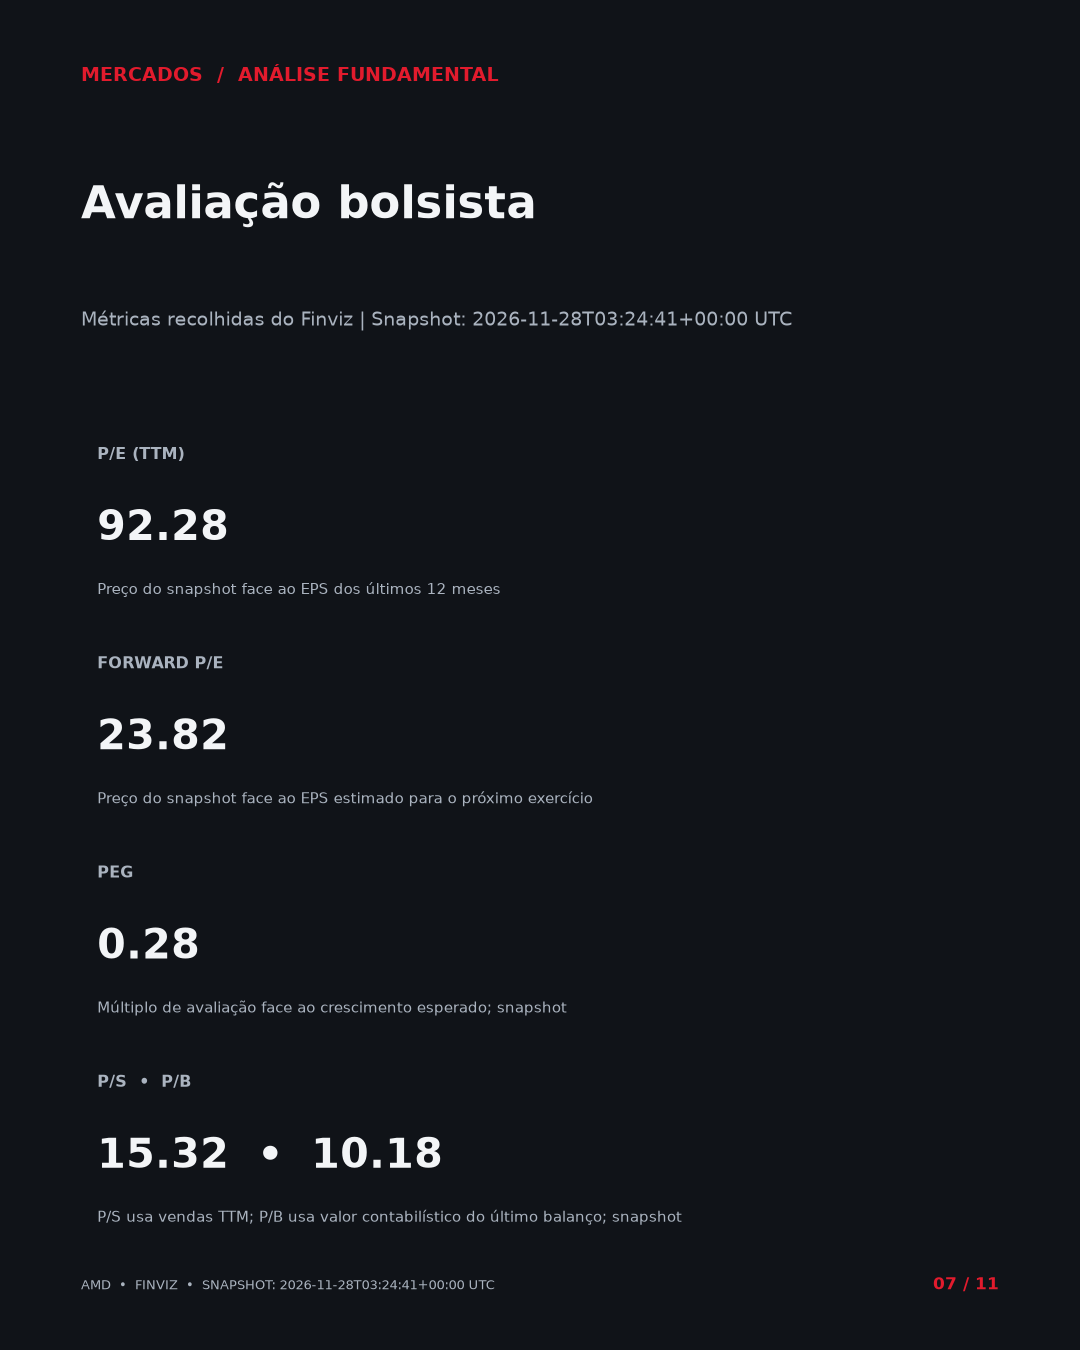 MERCADOS / ANÁLISE FUNDAMENTAL
Avaliação bolsista
Métricas recolhidas do Finviz | Snapshot: 2026-11-28T03:24:41+00:00 UTC
P/E (TTM)
92.28
Preço do snapshot face ao EPS dos últimos 12 meses
FORWARD P/E
23.82
Preço do snapshot face ao EPS estimado para o próximo exercício
PEG
0.28
Múltiplo de avaliação face ao crescimento esperado; snapshot
P/S • P/B
15.32 • 10.18
P/S usa vendas TTM; P/B usa valor contabilístico do último balanço; snapshot
AMD • FINVIZ • SNAPSHOT: 2026-11-28T03:24:41+00:00 UTC
07 / 11